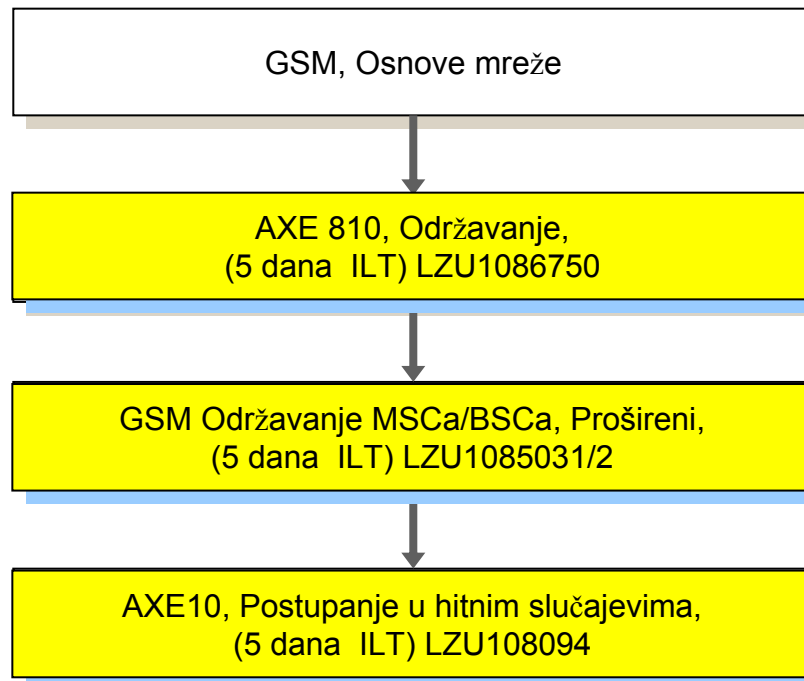 GSM, Osnove mreže
AXE 810, Održavanje,
(5 dana  ILT) LZU1086750
GSM Održavanje MSCa/BSCa, Prošireni,
(5 dana  ILT) LZU1085031/2
AXE10, Postupanje u hitnim slučajevima,
(5 dana  ILT) LZU108094